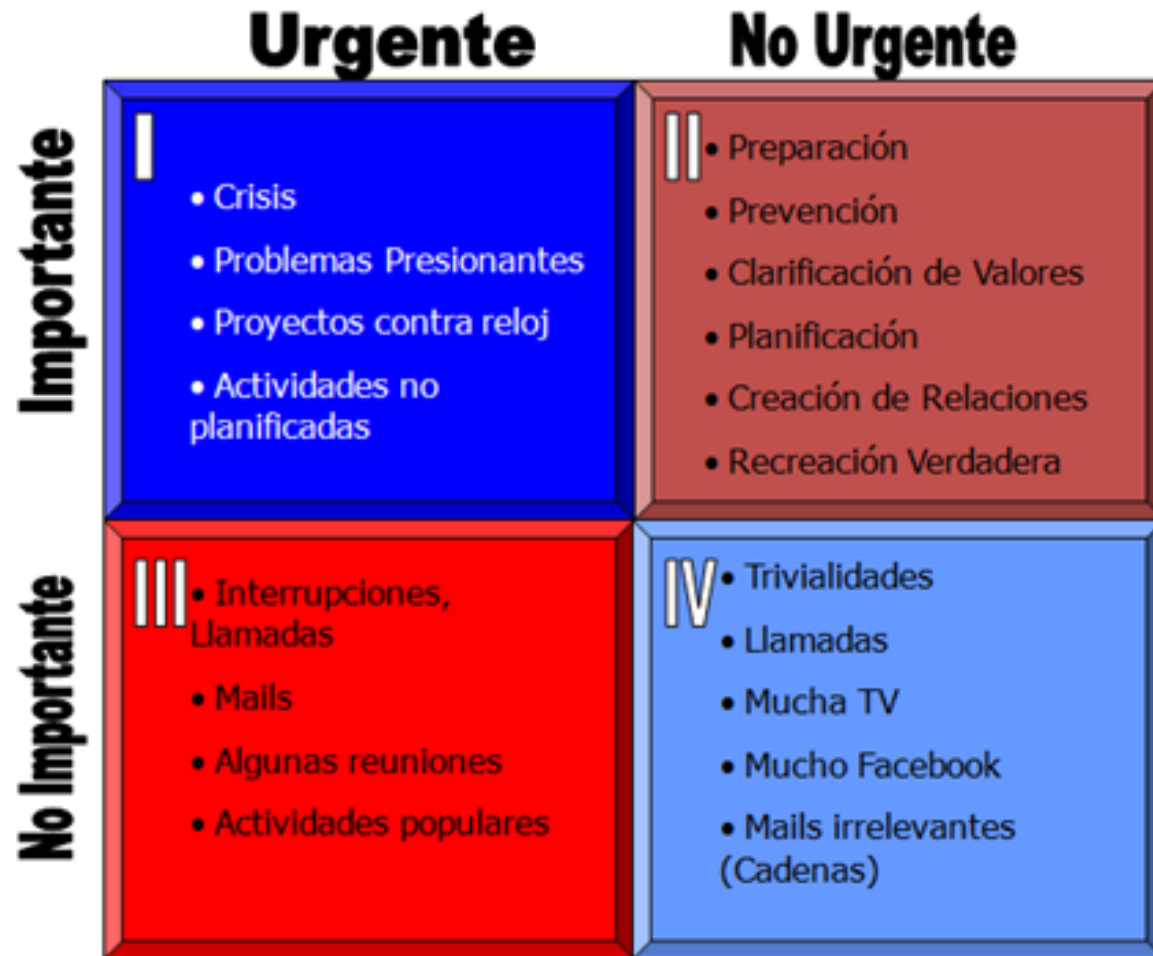 Urgente
No Urgente
Importante
I
• Crisis
• Problemas Presionantes
• Proyectos contra reloj
• Actividades no
planificadas
II
• Preparación
• Prevención
• Clarificación de Valores
• Planificación
• Creación de Relaciones
• Recreación Verdadera
No Importante
III
• Interrupciones,
Llamadas
• Mails
• Algunas reuniones
• Actividades populares
IV
• Trivialidades
• Llamadas
• Mucha TV
• Mucho Facebook
• Mails irrelevantes
(Cadenas)